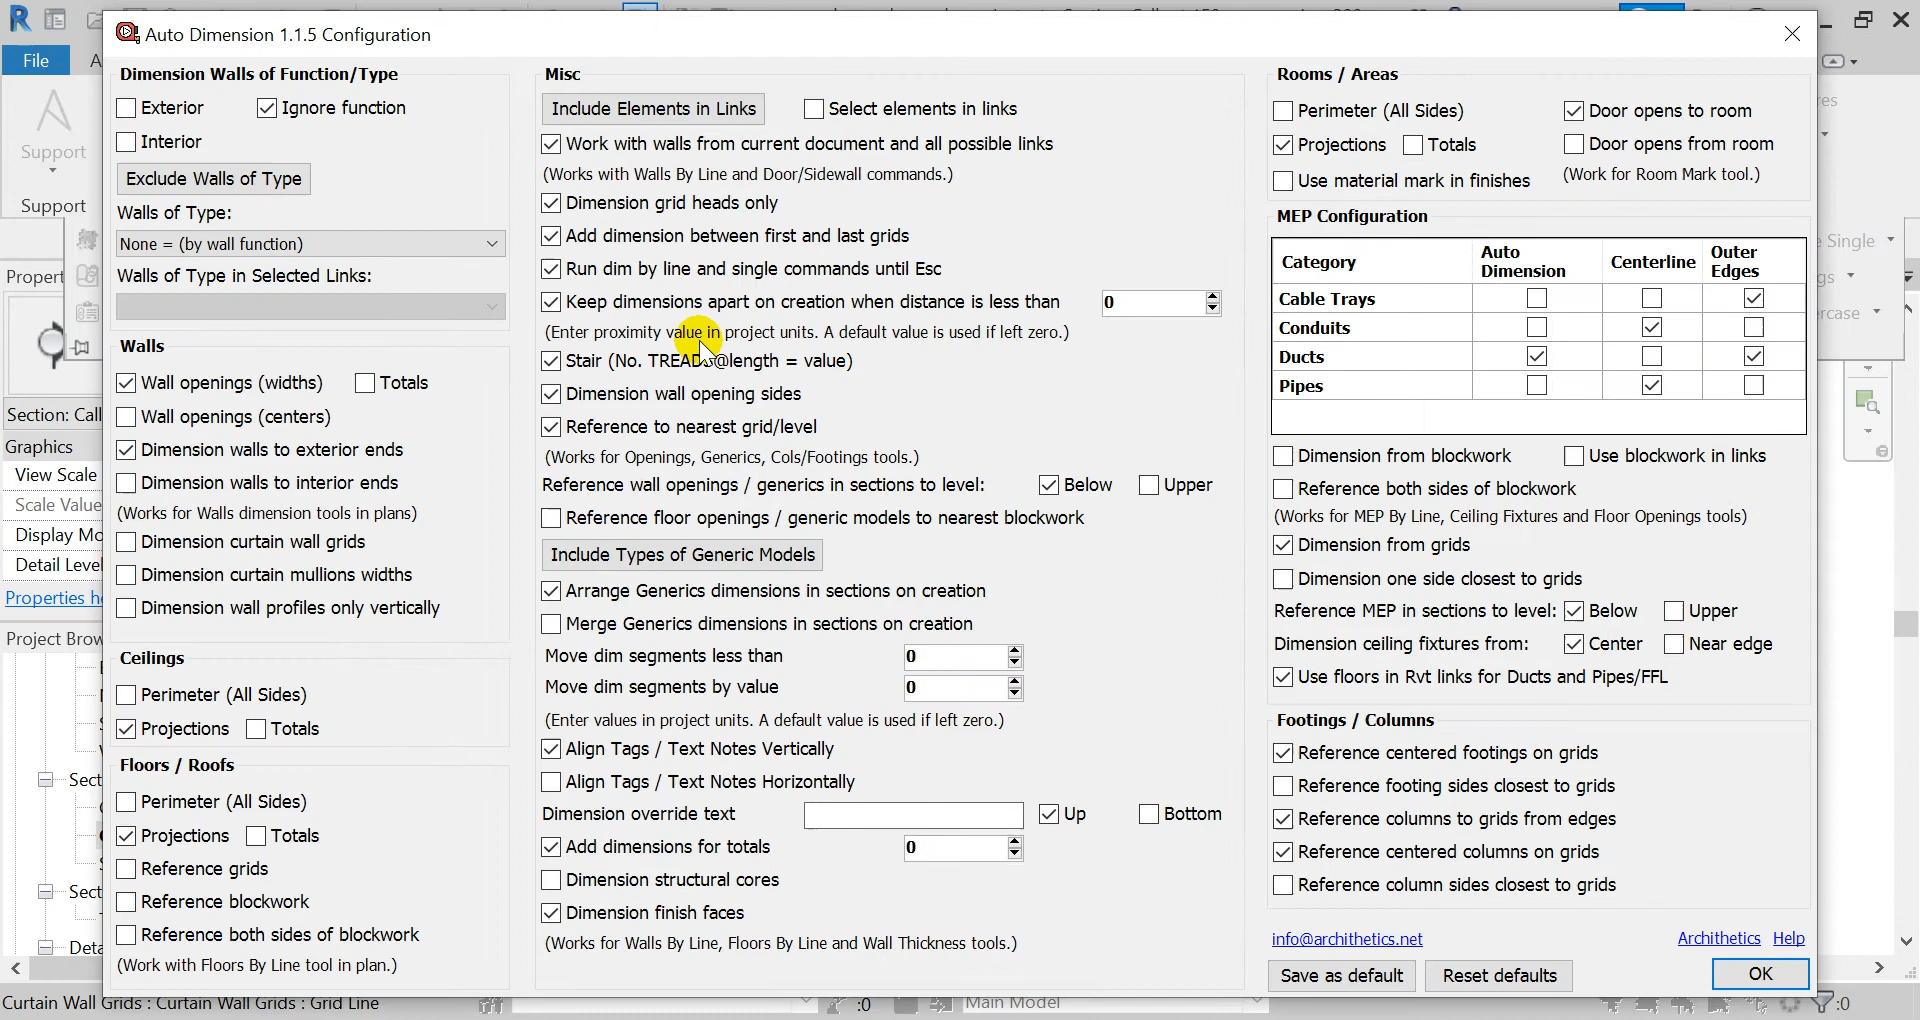 Auto Dimension 1.1.5 Configuration
File
Support
Support
Section: Call
Graphics
View Scale
Scale Value
Display Mo
Detail Level
Properties he
Project Brow
Sect
Sect
Deta
Dimension Walls of Function/Type
Exterior
Ignore function
Interior
Exclude Walls of Type
Walls of Type:
None = (by wall function)
Walls of Type in Selected Links:
Walls
Wall openings (widths)
Totals
Wall openings (centers)
Dimension walls to exterior ends
Dimension walls to interior ends
(Works for Walls dimension tools in plans)
Dimension curtain wall grids
Dimension curtain mullions widths
Dimension wall profiles only vertically
Ceilings
Perimeter (All Sides)
Projections
Totals
Floors / Roofs
Perimeter (All Sides)
Projections
Totals
Reference grids
Reference blockwork
Reference both sides of blockwork
(Work with Floors By Line tool in plan.)
Misc
Include Elements in Links
Select elements in links
Work with walls from current document and all possible links
(Works with Walls By Line and Door/Sidewall commands.)
Dimension grid heads only
Add dimension between first and last grids
Run dim by line and single commands until Esc
Keep dimensions apart on creation when distance is less than
0
(Enter proximity value in project units. A default value is used if left zero.)
Stair (No. TREADS@length = value)
Dimension wall opening sides
Reference to nearest grid/level
(Works for Openings, Generics, Cols/Footings tools.)
Reference wall openings / generics in sections to level:
Below
Upper
Reference floor openings / generic models to nearest blockwork
Include Types of Generic Models
Arrange Generics dimensions in sections on creation
Merge Generics dimensions in sections on creation
Move dim segments less than
0
Move dim segments by value
0
(Enter values in project units. A default value is used if left zero.)
Align Tags / Text Notes Vertically
Align Tags / Text Notes Horizontally
Dimension override text
Up
Bottom
Add dimensions for totals
0
Dimension structural cores
Dimension finish faces
(Works for Walls By Line, Floors By Line and Wall Thickness tools.)
Rooms / Areas
Perimeter (All Sides)
Door opens to room
Projections
Totals
Door opens from room
Use material mark in finishes
(Work for Room Mark tool.)
MEP Configuration
Category
Auto Dimension
Centerline
Outer Edges
Cable Trays
Conduits
Ducts
Pipes
Dimension from blockwork
Use blockwork in links
Reference both sides of blockwork
(Works for MEP By Line, Ceiling Fixtures and Floor Openings tools)
Dimension from grids
Dimension one side closest to grids
Reference MEP in sections to level:
Below
Upper
Dimension ceiling fixtures from:
Center
Near edge
Use floors in Rvt links for Ducts and Pipes/FFL
Footings / Columns
Reference centered footings on grids
Reference footing sides closest to grids
Reference columns to grids from edges
Reference centered columns on grids
Reference column sides closest to grids
info@archithetics.net
Archithetics
Help
Save as default
Reset defaults
OK
Single
Curtain Wall Grids : Curtain Wall Grids : Grid Line
:0
Main Model
:0